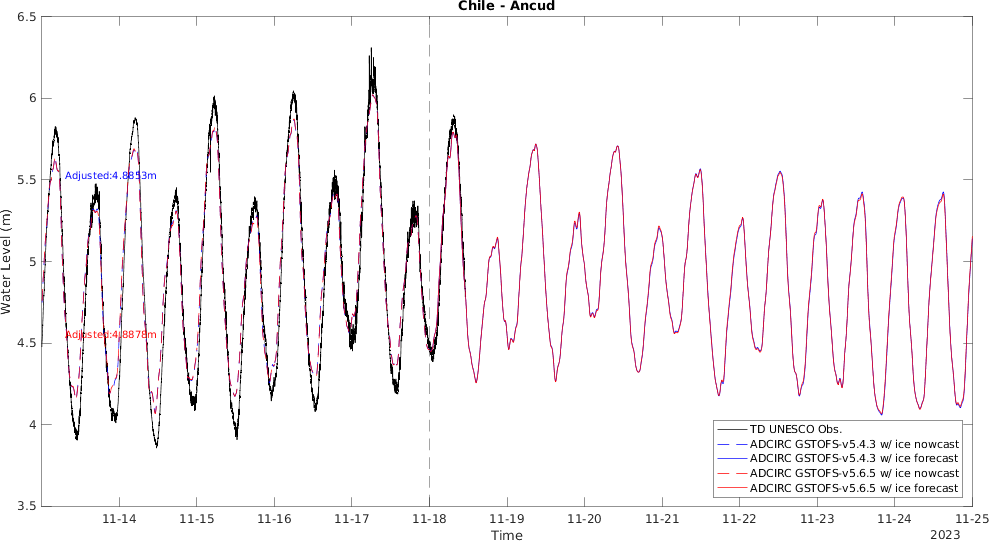 Chile - Ancud
6.5
6
5.5
5
4.5
4
3.5
Water Level (m)
Adjusted:4.8853m
Adjusted:4.8878m
TD UNESCO Obs.
ADCIRC GSTOFS-v5.4.3 w/ ice nowcast
ADCIRC GSTOFS-v5.4.3 w/ ice forecast
ADCIRC GSTOFS-v5.6.5 w/ ice nowcast
ADCIRC GSTOFS-v5.6.5 w/ ice forecast
11-14 11-15 11-16 11-17 11-18 11-19 11-20 11-21 11-22 11-23 11-24 11-25
Time
2023